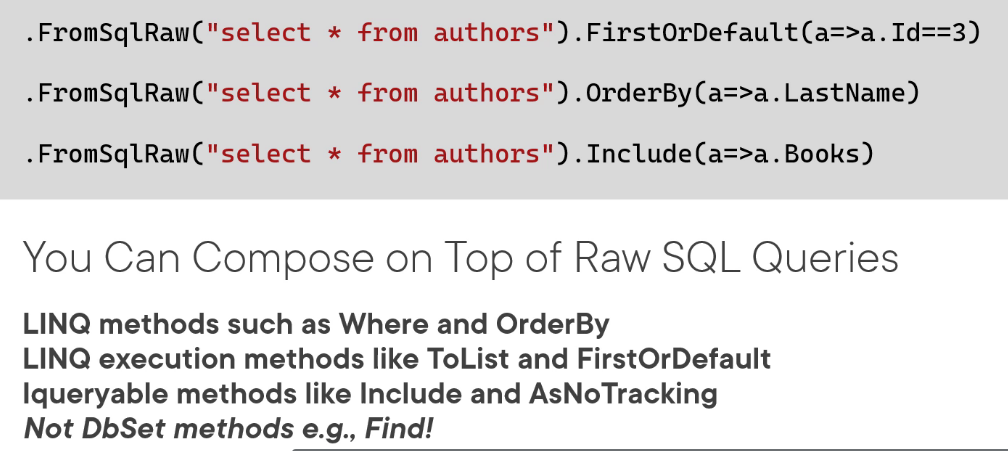 .FromSqlRaw("select * from authors").FirstOrDefault(a=>a.Id==3)
.FromSqlRaw("select * from authors").OrderBy(a=>a.LastName)
.FromSqlRaw("select * from authors").Include(a=>a.Books)
You Can Compose on Top of Raw SQL Queries
LINQ methods such as Where and OrderBy
LINQ execution methods like ToList and FirstOrDefault
Iqueryable methods like Include and AsNoTracking
Not DbSet methods e.g., Find!